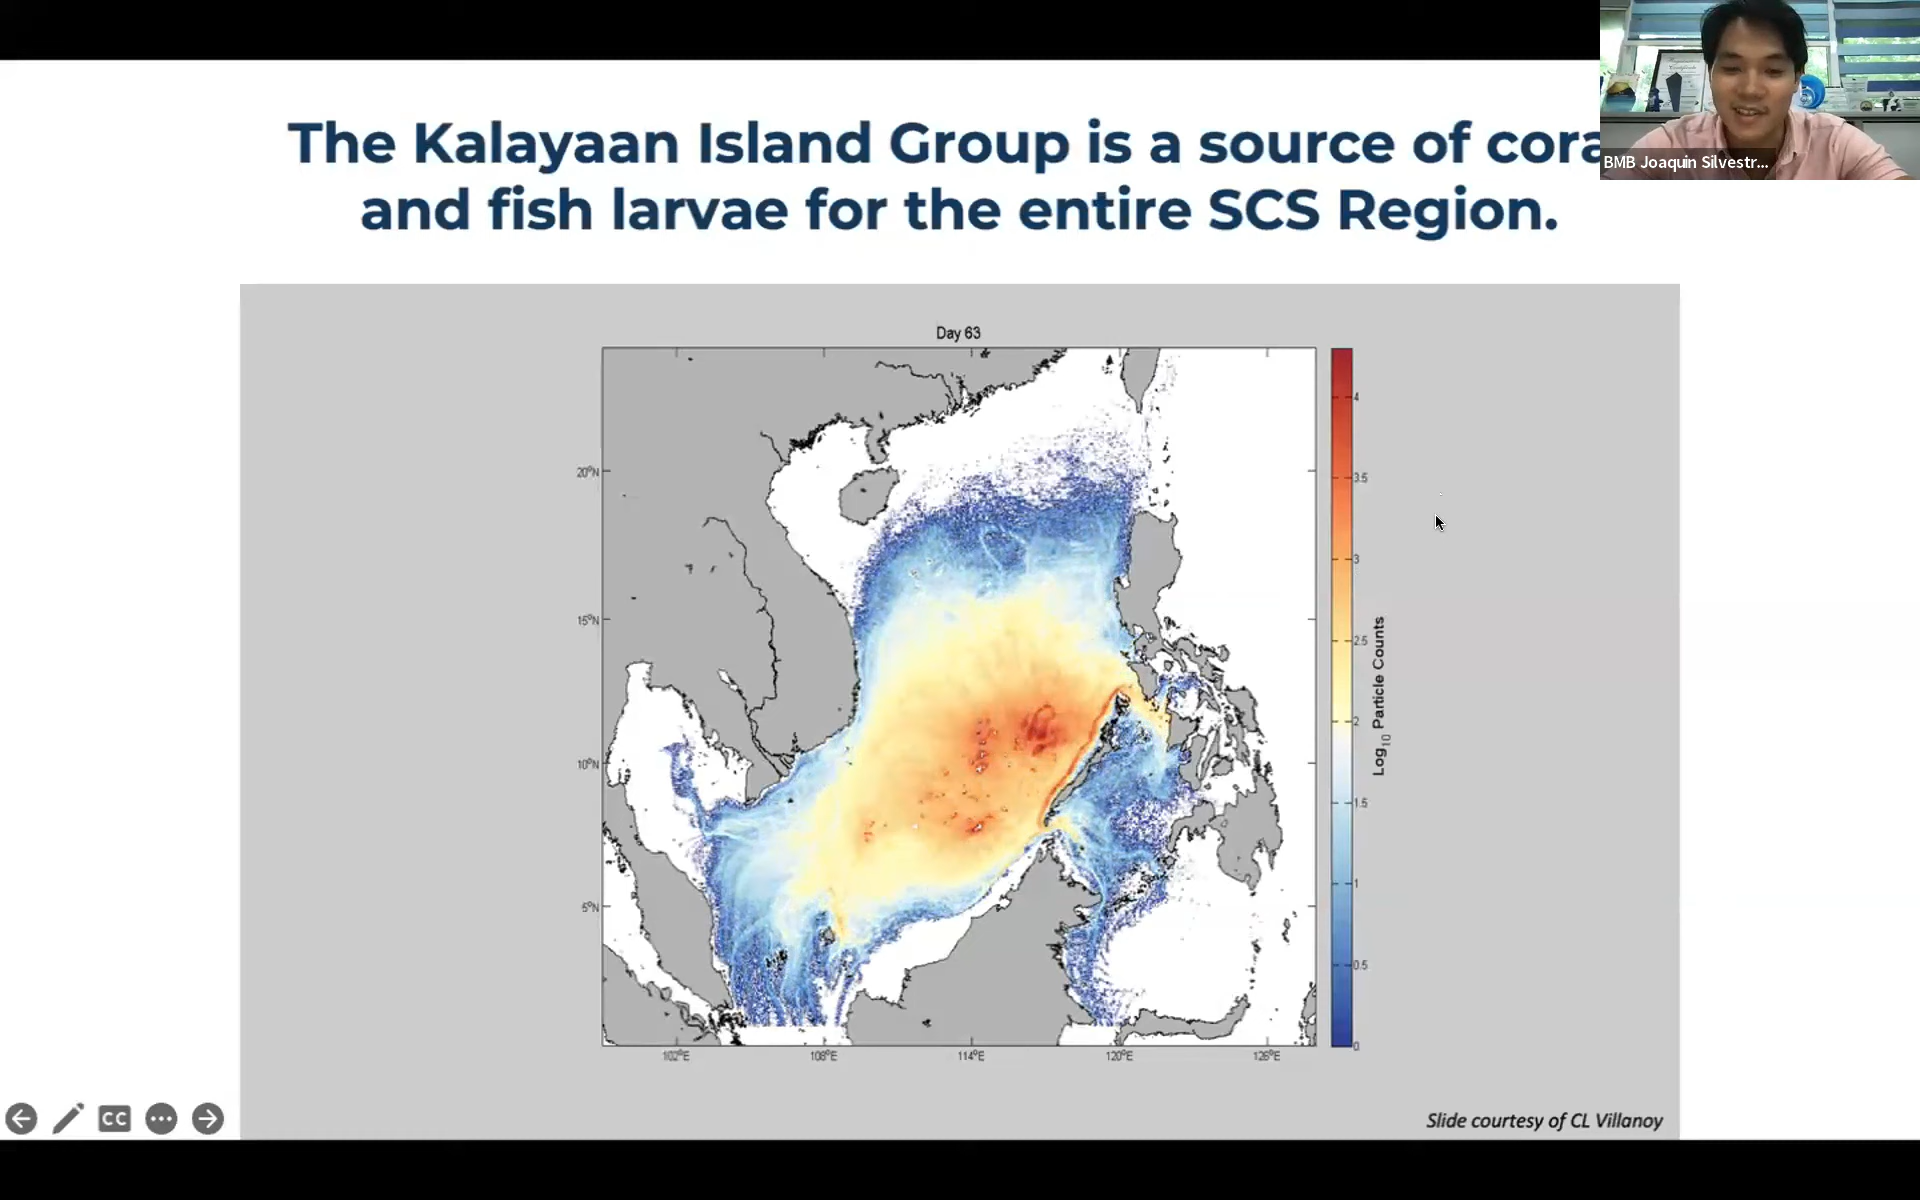 The Kalayaan Island Group is a source of cora
and fish larvae for the entire SCS Region.
BMB Joaquin Silvestr...
Day 63
20°N
15°N
10°N
5°N
102°E
108°E
114°E
120°E
126°E
4
3.5
3
2.5
2
1.5
1
0.5
0
Log10 Particle Counts
CC
Slide courtesy of CL Villanoy